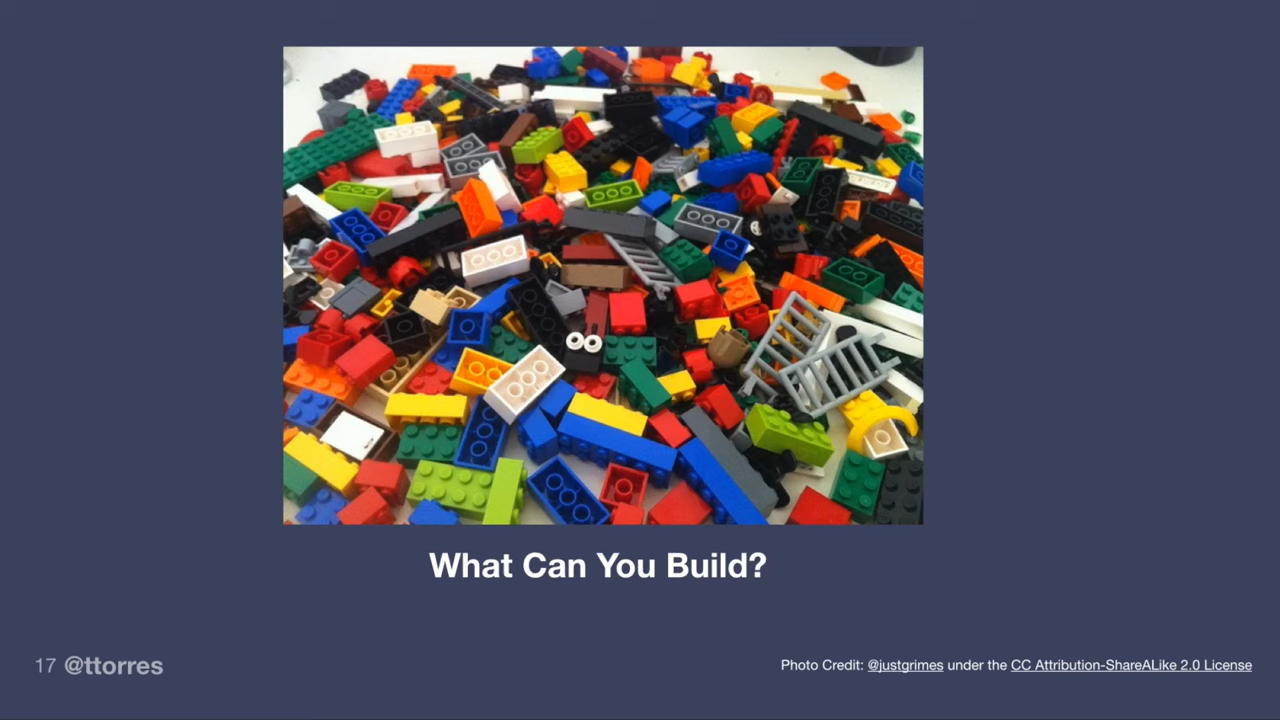 What Can You Build?
17 @ttorres
Photo Credit: @justgrimes under the CC Attribution-ShareALike 2.0 License